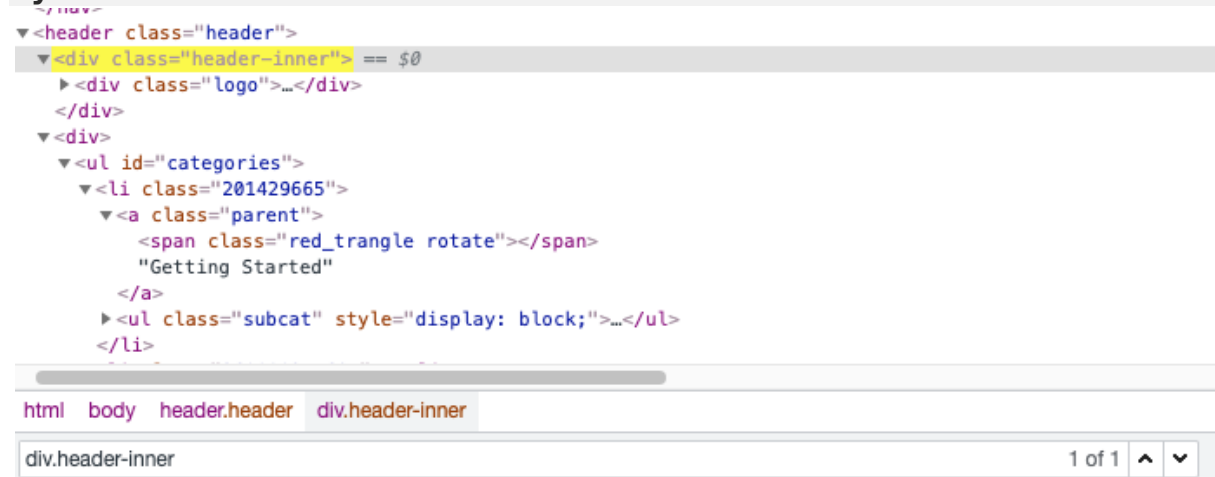 </nav>
▼<header class="header">
▼<div class="header-inner"> == $0
▶<div class="logo">…</div>
</div>
▼<div>
▼<ul id="categories">
▼<li class="201429665">
▼<a class="parent">
<span class="red_trangle rotate"></span>
"Getting Started"
</a>
▶<ul class="subcat" style="display: block;">…</ul>
</li>
html body header.header div.header-inner
div.header-inner 1 of 1